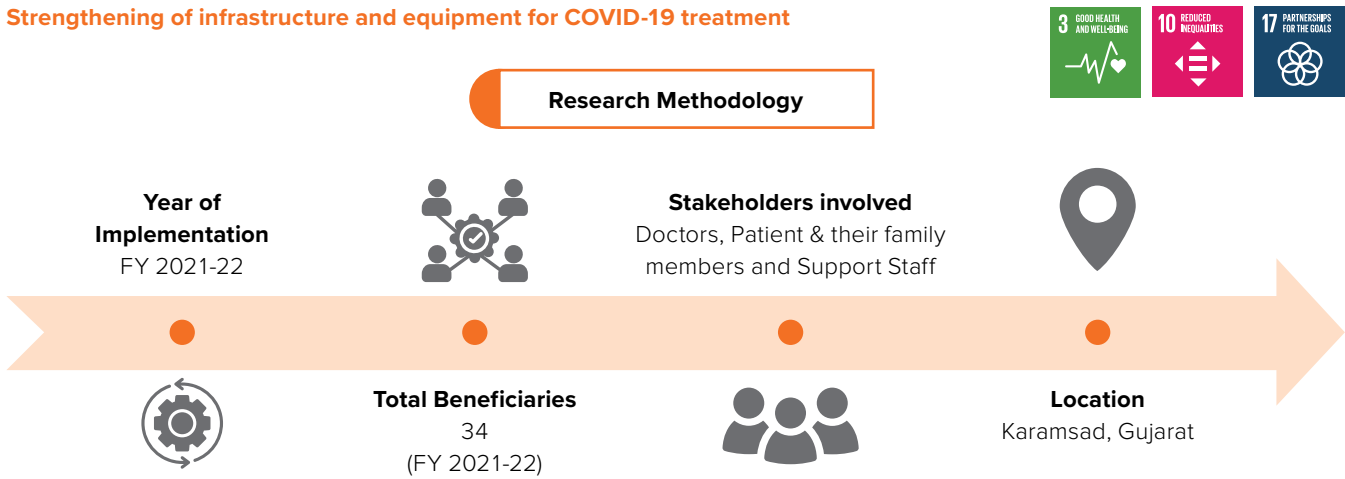 Strengthening of infrastructure and equipment for COVID-19 treatment
3 GOOD HEALTH
AND WELL-BEING
10 REDUCED
INEQUALITIES
17 PARTNERSHIPS
FOR THE GOALS
Research Methodology
Year of
Implementation
FY 2021-22
Stakeholders involved
Doctors, Patient & their family
members and Support Staff
Total Beneficiaries
34
(FY 2021-22)
Location
Karamsad, Gujarat